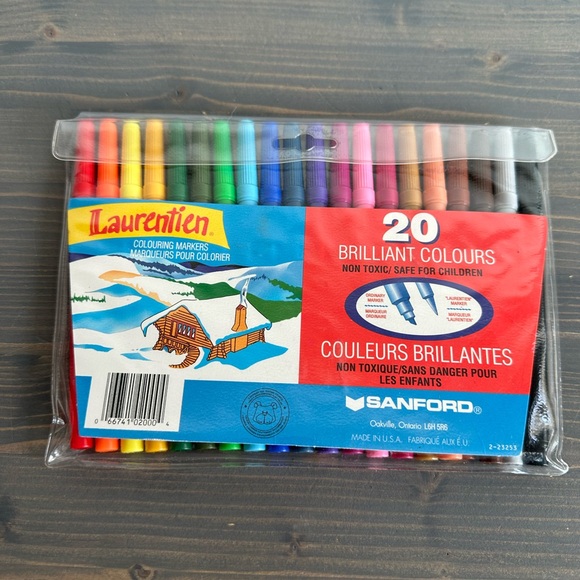 Laurentien®
COLOURING MARKERS
MARQUEURS POUR COLORIER
20
BRILLIANT COLOURS
NON TOXIC/ SAFE FOR CHILDREN
ORDINARY
MARKER
MARQUEUR
ORDINAIRE
"LAURENTIEN"
MARKER
MARQUEUR
"LAURENTIEN"
COULEURS BRILLANTES
NON TOXIQUE/SANS DANGER POUR
LES ENFANTS
SANFORD®
Oakville, Ontario L6H 5R6
MADE IN U.S.A. FABRIQUÉ AUX É.U.
2-23253
0 66741 02000 4